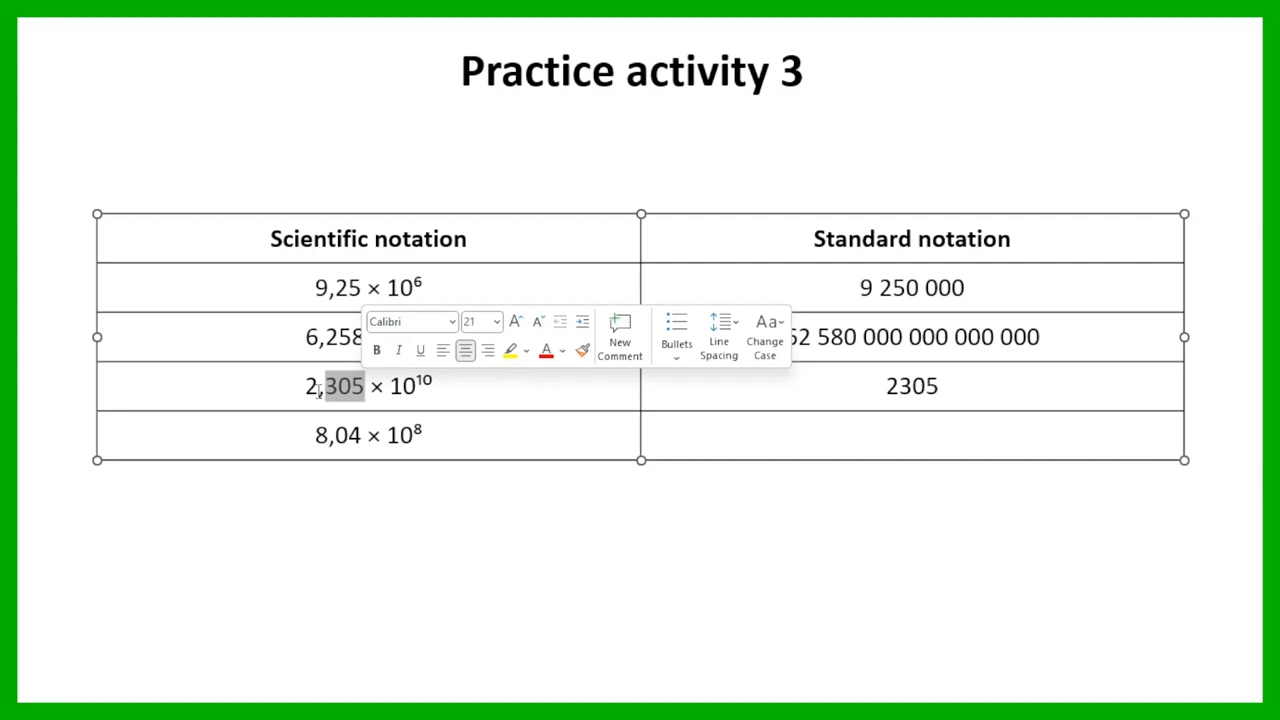 Practice activity 3
Scientific notation Standard notation
9,25 × 10⁶ 9 250 000
Calibri 21 New Comment Bullets Line Spacing Aa Change Case
B I U A
6,258 52 580 000 000 000 000
2,305 × 10¹⁰ 2305
8,04 × 10⁸